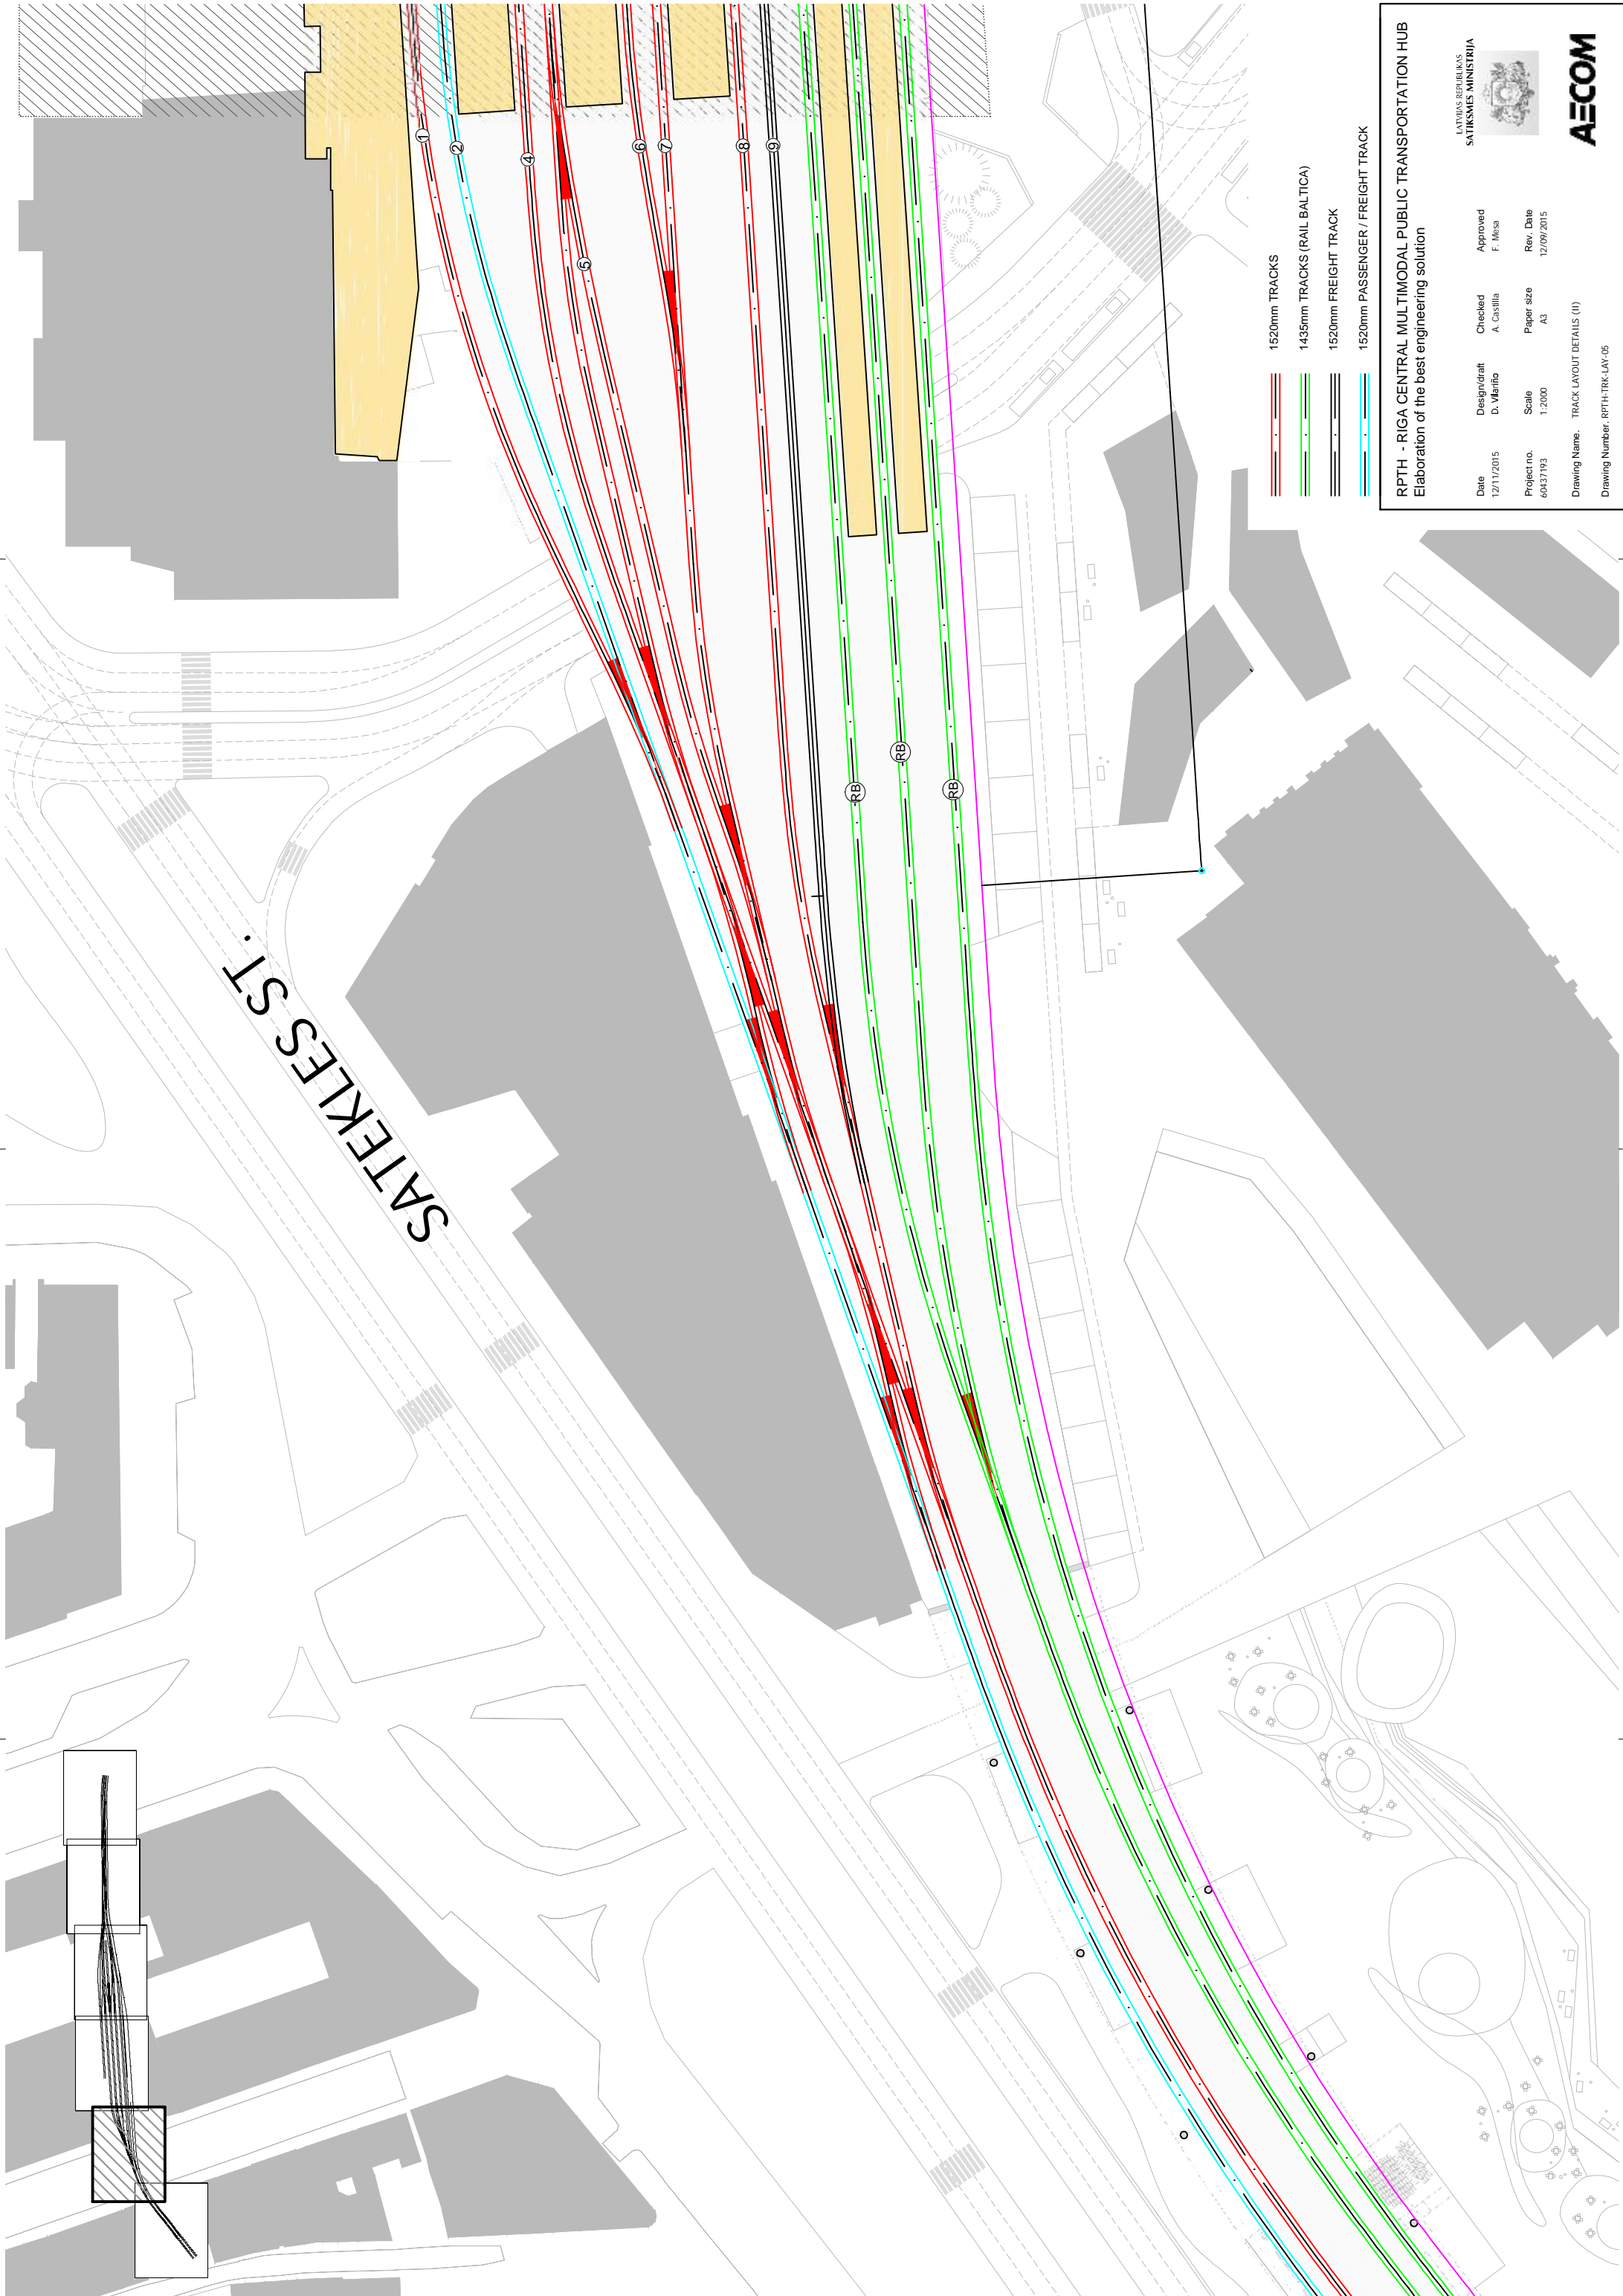 SATEKLES ST.
1
2
4
5
6
7
8
9
RB
RB
RB
1520mm TRACKS
1435mm TRACKS (RAIL BALTICA)
1520mm FREIGHT TRACK
1520mm PASSENGER / FREIGHT TRACK
RPTH - RIGA CENTRAL MULTIMODAL PUBLIC TRANSPORTATION HUB
Elaboration of the best engineering solution
Date Design/draft Checked Approved
12/11/2015 D. Villariño A. Castilla F. Mesa
Project no. Scale Paper size Rev. Date
60437193 1:2000 A3 12/09/2015
Drawing Name. TRACK LAYOUT DETAILS (II)
Drawing Number. RPTH-TRK-LAY-05
LATVIJAS REPUBLIKAS
SATIKSMES MINISTRIJA
AECOM